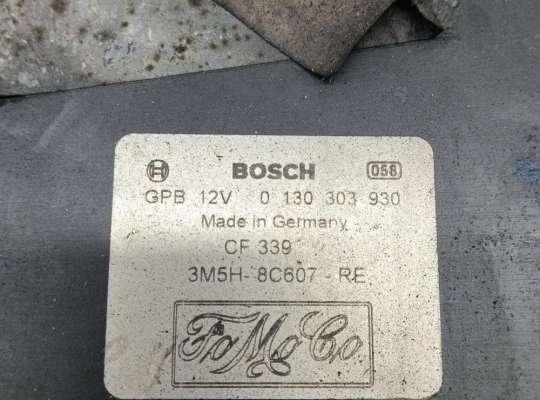 BOSCH 058
GPB 12V 0 130 303 930
Made in Germany
CF 339
3M5H- 8C607 - RE
FoMoCo